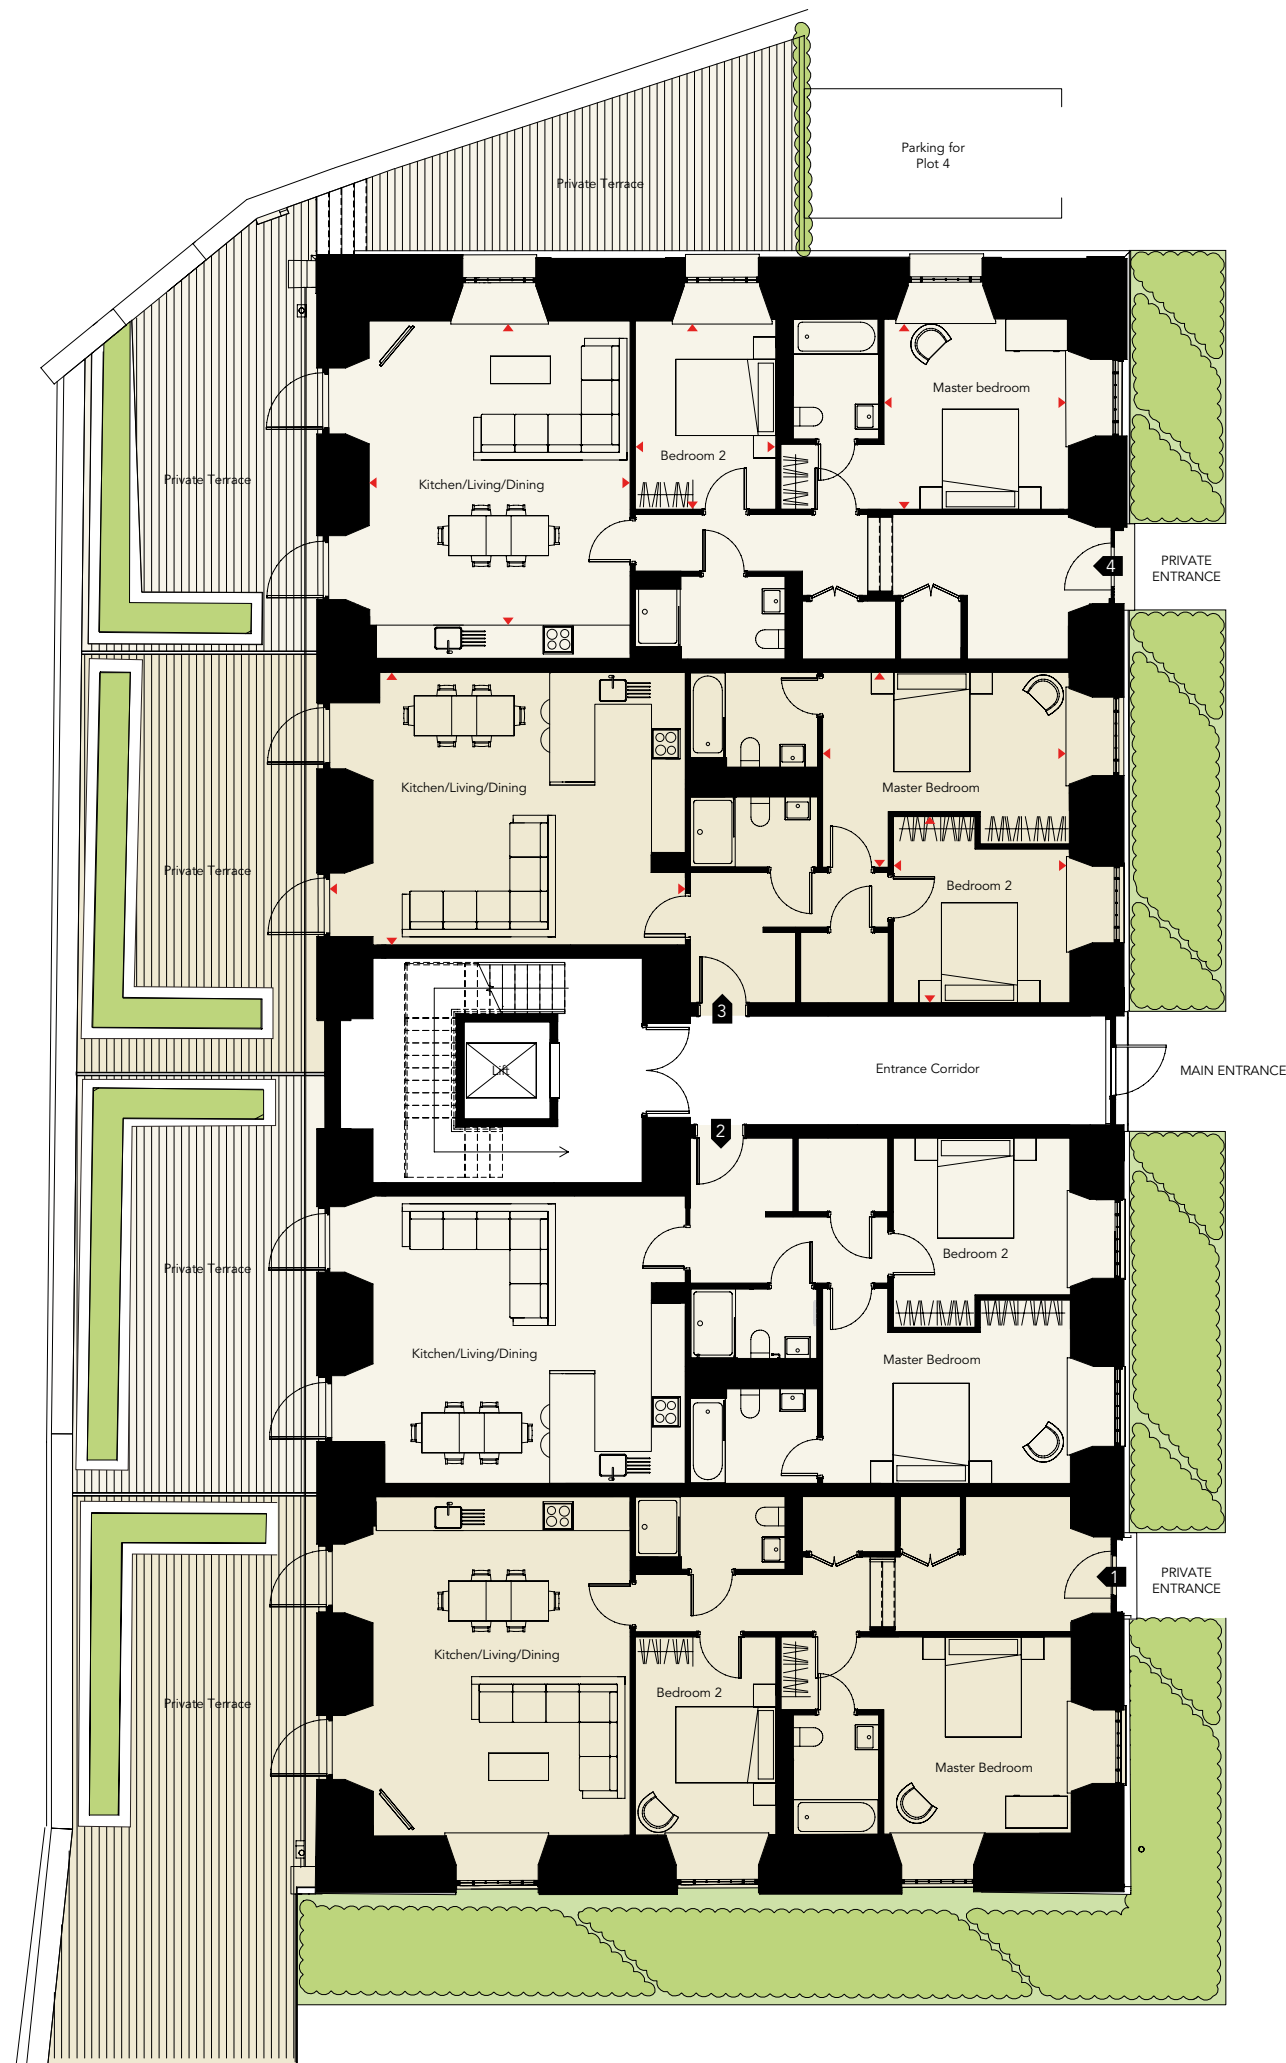 Parking for
Plot 4
Private Terrace
Master bedroom
Bedroom 2
Private Terrace
Kitchen/Living/Dining
4
PRIVATE
ENTRANCE
Kitchen/Living/Dining
Master Bedroom
Private Terrace
Bedroom 2
3
Lift
Entrance Corridor
MAIN ENTRANCE
2
Bedroom 2
Private Terrace
Kitchen/Living/Dining
Master Bedroom
1
PRIVATE
ENTRANCE
Kitchen/Living/Dining
Bedroom 2
Private Terrace
Master Bedroom